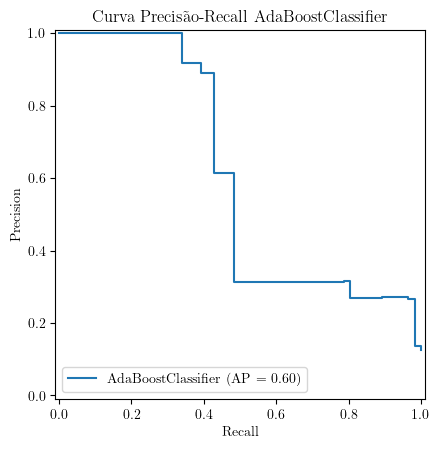 Curva Precisão-Recall AdaBoostClassifier
1.0
0.8
0.6
0.4
0.2
0.0
Precision
AdaBoostClassifier (AP = 0.60)
0.0 0.2 0.4 0.6 0.8 1.0
Recall